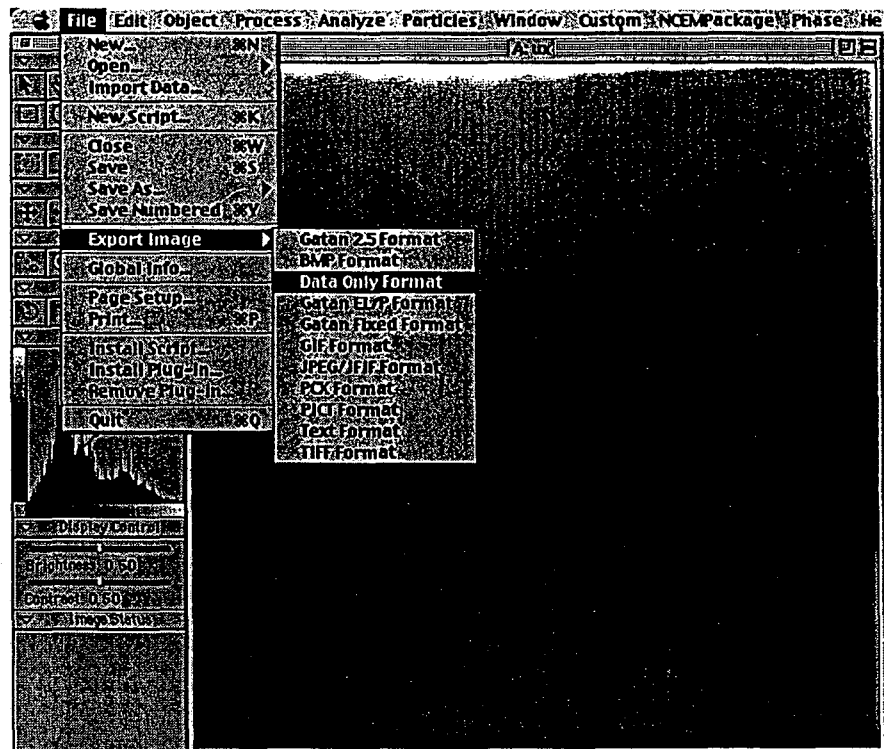 File Edit Object Process Analyze Particles Window Custom NCEMPackage Phase He
New... ⌘N
Open...
Import Data...
New Script... ⌘K
Close ⌘W
Save ⌘S
Save As...
Save Numbered ⌘Y
Export Image
Global Info...
Page Setup...
Print... ⌘P
Install Script...
Install Plug-In...
Remove Plug-In...
Quit ⌘Q
Gatan 2.5 Format
BMP Format
Data Only Format
Gatan EL/P Format
Gatan Fixed Format
GIF Format
JPEG/JFIF Format
PCX Format
PICT Format
Text Format
TIFF Format
Display Control
Brightness 0.50
Contrast 0.50
Image Status